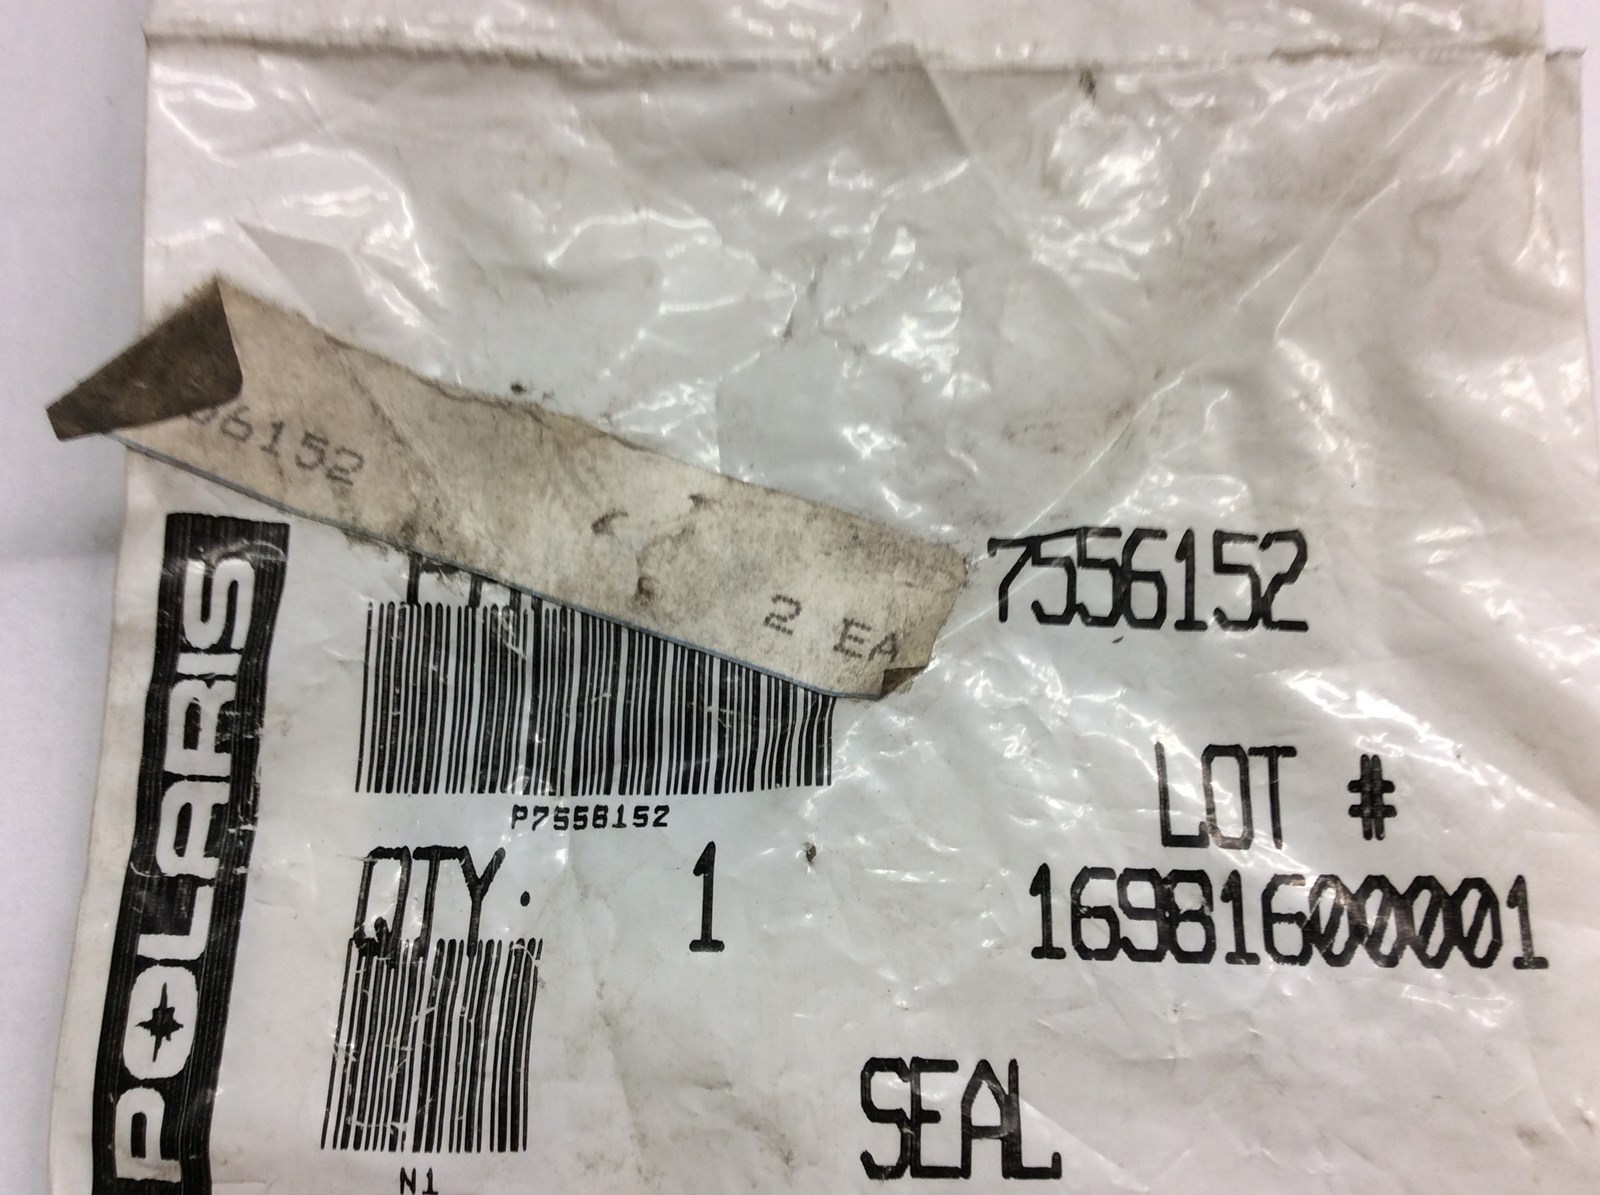 56152
2 EA
7556152
P7556152
LOT #
16981600001
QTY. 1
N1
SEAL
POLARIS